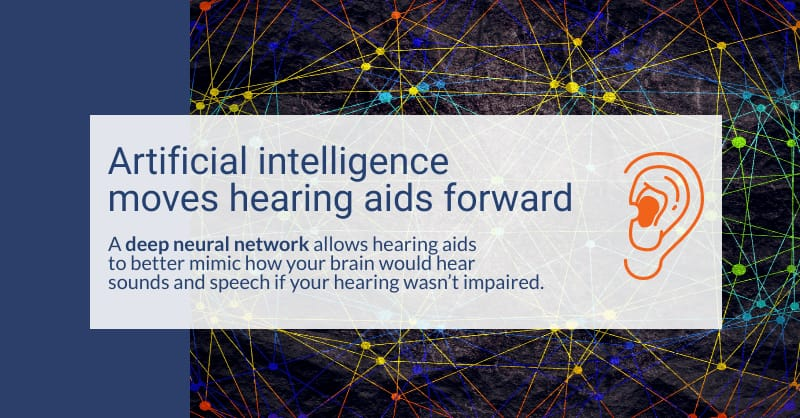 Artificial intelligence
moves hearing aids forward
A deep neural network allows hearing aids
to better mimic how your brain would hear
sounds and speech if your hearing wasn’t impaired.